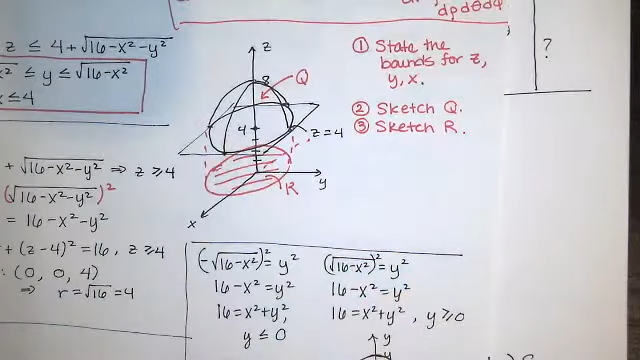 dρdθdφ
z ≤ 4+√16-x²-y²
x² ≤ y ≤ √16-x²
≤ 4
+ √16-x²-y² ⇒ z ≥ 4
(√16-x²-y²)²
= 16-x²-y²
+ (z-4)² = 16, z ≥ 4
: (0, 0, 4)
⇒ r = √16 = 4
z
8
Q
4
z=4
R
y
x
① State the
bounds for z,
y, x.
② Sketch Q.
③ Sketch R.
?
(-√16-x²)² = y²
16-x² = y²
16 = x²+y²,
y ≤ 0
(√16-x²)² = y²
16-x² = y²
16 = x²+y², y ≥ 0
y